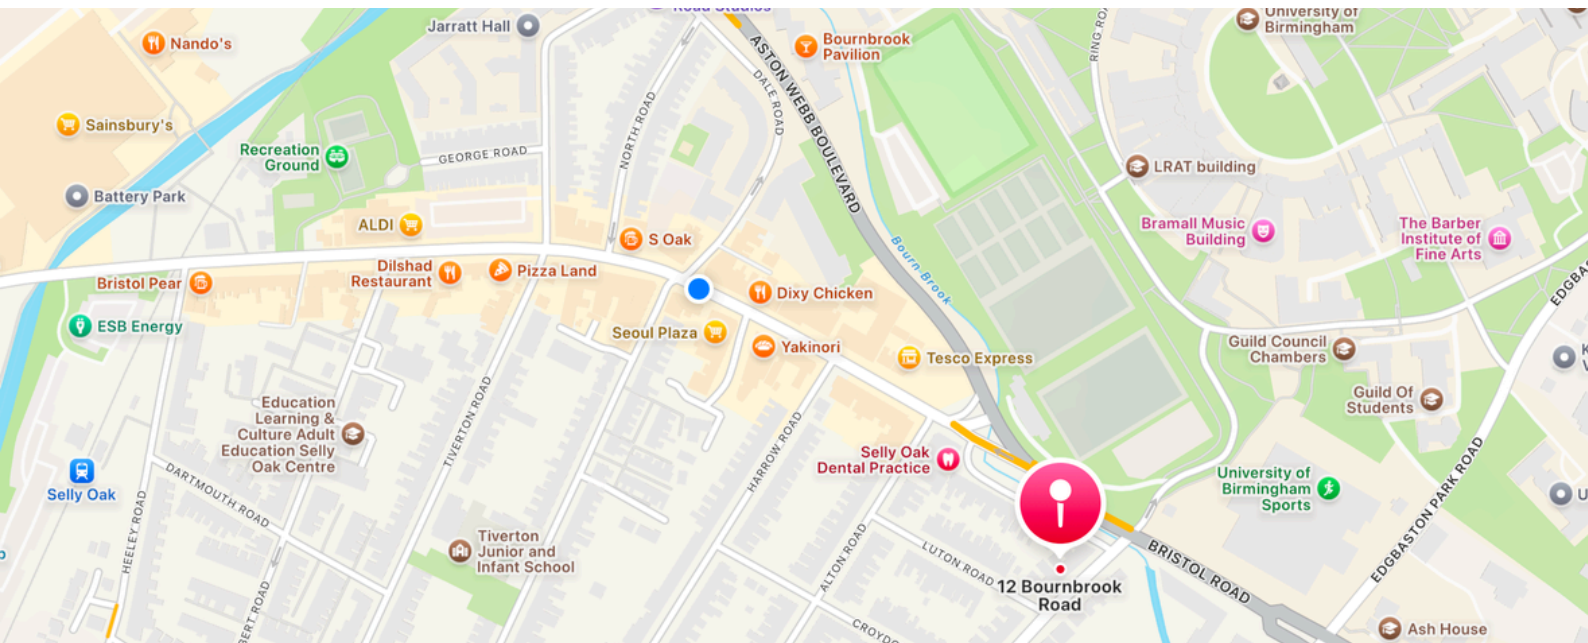 Road Studios
Jarratt Hall
Nando's
Bournbrook
Pavilion
University of
Birmingham
ASTON WEBB BOULEVARD
DALE ROAD
NORTH ROAD
Sainsbury's
Recreation
Ground
GEORGE ROAD
LRAT building
Battery Park
ALDI
S Oak
Bramall Music
Building
The Barber
Institute of
Fine Arts
Bourn Brook
Dilshad
Restaurant
Pizza Land
Bristol Pear
Dixy Chicken
ESB Energy
Seoul Plaza
Yakinori
Tesco Express
Guild Council
Chambers
Guild Of
Students
Education
Learning &
Culture Adult
Education Selly
Oak Centre
TIVERTON ROAD
HARROW ROAD
Selly Oak
Dental Practice
Selly Oak
DARTMOUTH ROAD
HEELEY ROAD
University of
Birmingham
Sports
EDGBASTON PARK ROAD
Tiverton
Junior and
Infant School
ALTON ROAD
LUTON ROAD
12 Bournbrook
Road
BRISTOL ROAD
Ash House